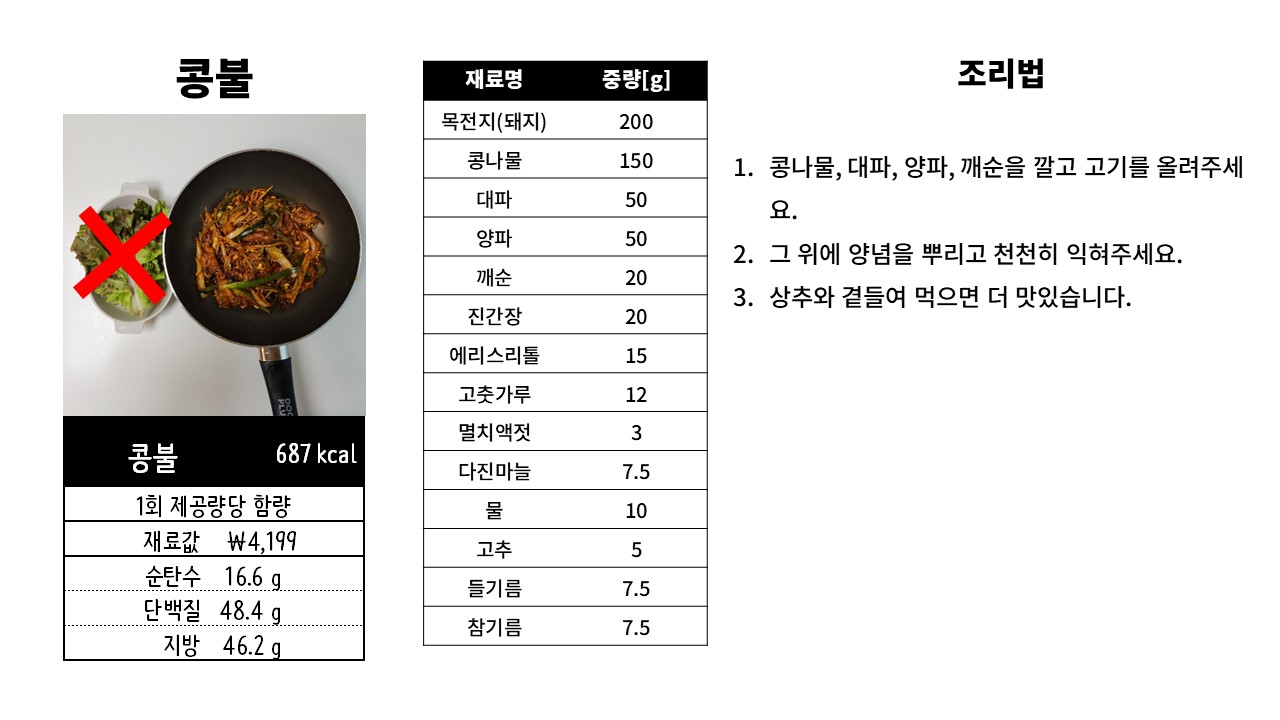 콩불
687 kcal
콩불
1회 제공량당 함량
재료값 ₩4,199
순탄수 16.6 g
단백질 48.4 g
지방 46.2 g
재료명 중량[g]
목전지(돼지) 200
콩나물 150
대파 50
양파 50
깨순 20
진간장 20
에리스리톨 15
고춧가루 12
멸치액젓 3
다진마늘 7.5
물 10
고추 5
들기름 7.5
참기름 7.5
조리법
1. 콩나물, 대파, 양파, 깨순을 깔고 고기를 올려주세
요.
2. 그 위에 양념을 뿌리고 천천히 익혀주세요.
3. 상추와 곁들여 먹으면 더 맛있습니다.